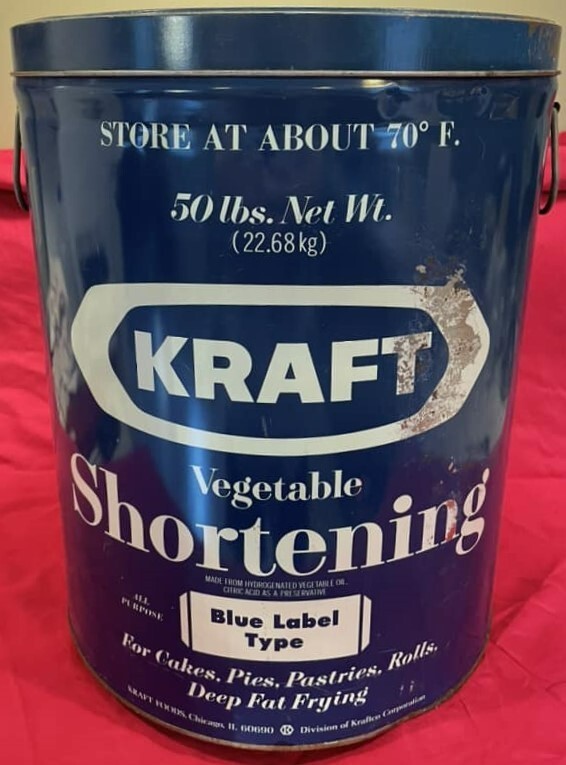 STORE AT ABOUT 70° F.
50 lbs. Net Wt.
(22.68kg)
KRAFT
Vegetable
Shortening
MADE FROM HYDROGENATED VEGETABLE OIL,
CITRIC ACID AS A PRESERVATIVE
ALL
PURPOSE
Blue Label
Type
For Cakes, Pies, Pastries, Rolls,
Deep Fat Frying
KRAFT FOODS, Chicago, IL 60690 Ⓚ Division of Kraftco Corporation